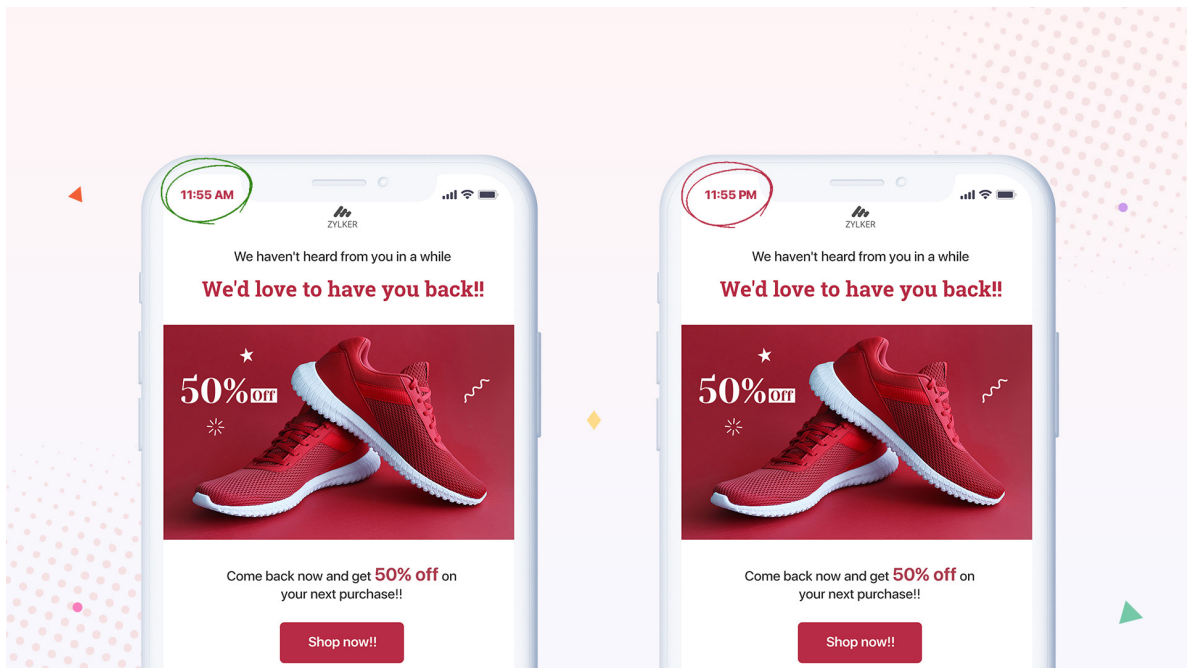 11:55 AM
ZYLKER
We haven't heard from you in a while
We'd love to have you back!!
50% Off
Come back now and get 50% off on
your next purchase!!
Shop now!!
11:55 PM
ZYLKER
We haven't heard from you in a while
We'd love to have you back!!
50% Off
Come back now and get 50% off on
your next purchase!!
Shop now!!